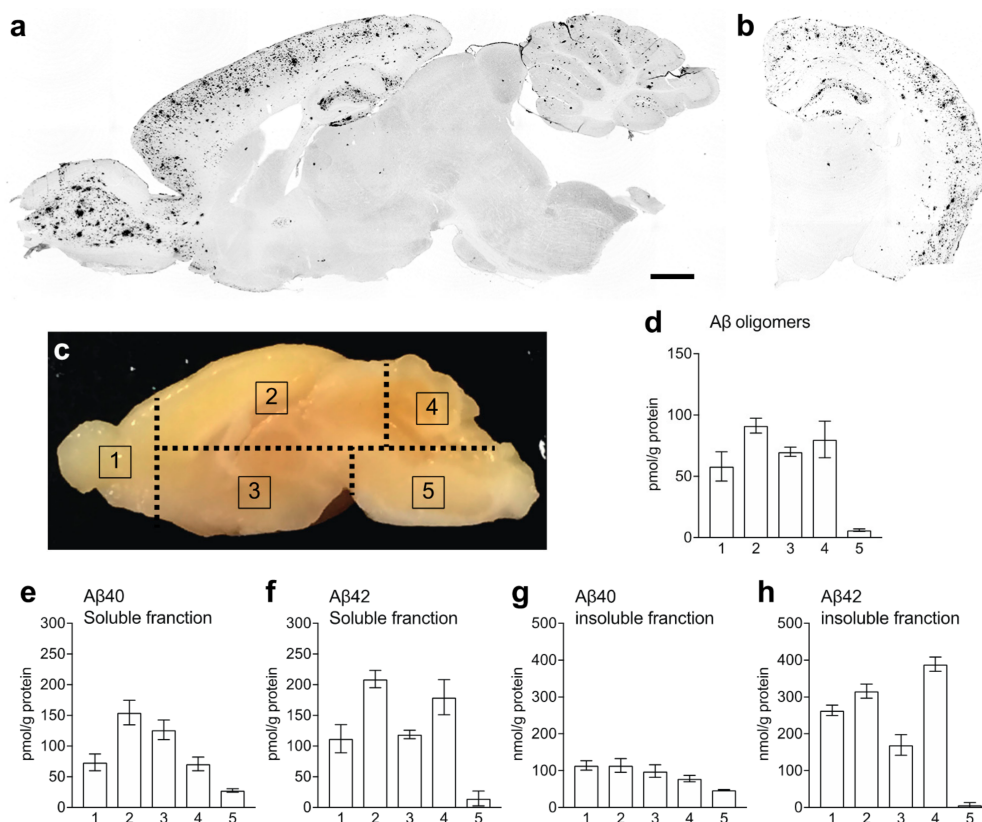 a
b
c
1
2
3
4
5
d
Aβ oligomers
pmol/g protein
150
100
50
0
1 2 3 4 5
e
Aβ40
Soluble franction
pmol/g protein
300
250
200
150
100
50
0
1 2 3 4 5
f
Aβ42
Soluble franction
pmol/g protein
300
250
200
150
100
50
0
1 2 3 4 5
g
Aβ40
insoluble franction
nmol/g protein
500
400
300
200
100
0
1 2 3 4 5
h
Aβ42
insoluble franction
nmol/g protein
500
400
300
200
100
0
1 2 3 4 5